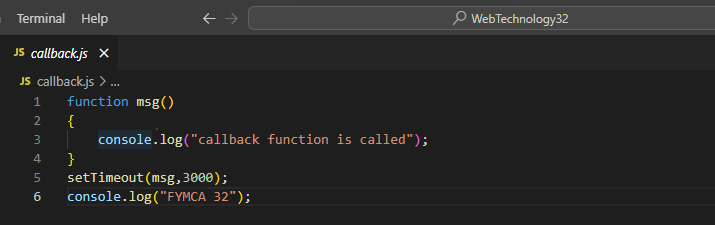 Terminal
WebTechnology32
JS callback.js
JS callback.js > ...
1 function msg()
2 {
3 console.log("callback function is called");
4 }
5 setTimeout(msg,3000);
6 console.log("FYMCA 32");